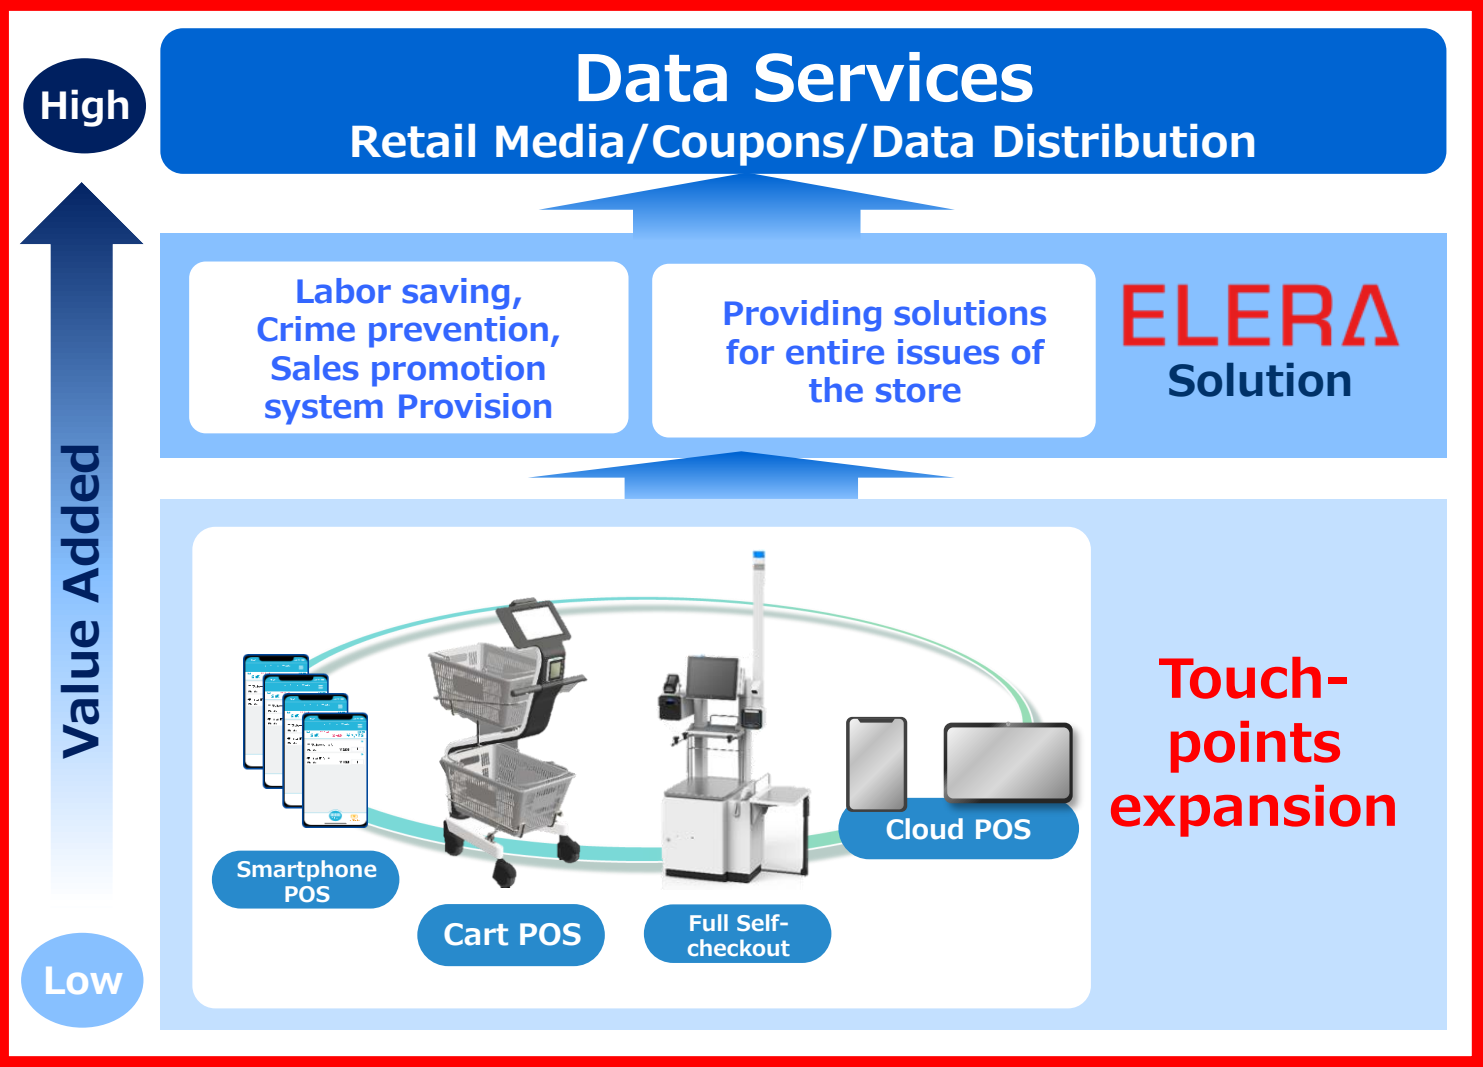 Data Services
Retail Media/Coupons/Data Distribution
High
Labor saving,
Crime prevention,
Sales promotion
system Provision
Providing solutions
for entire issues of
the store
ELERA
Solution
Value Added
Touch-
points
expansion
Smartphone
POS
Cart POS
Full Self-
checkout
Cloud POS
Low